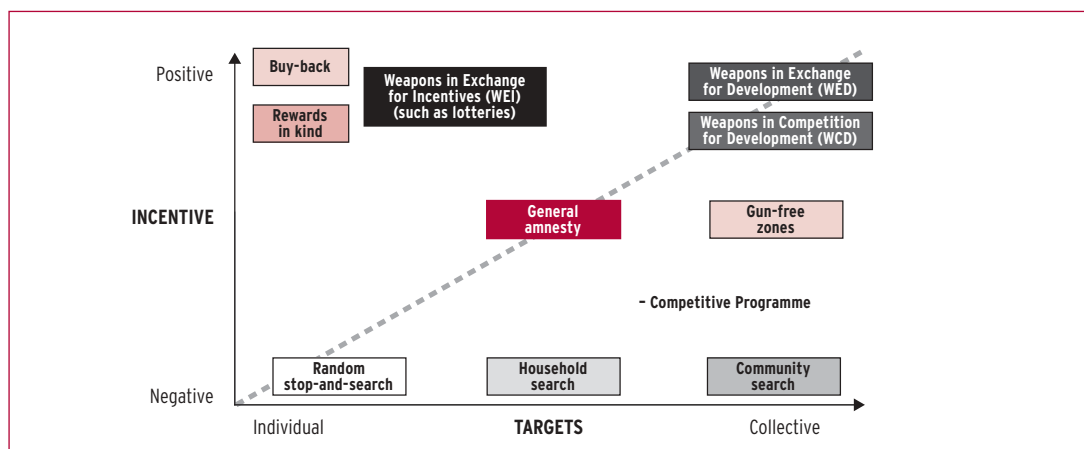 Positive
Buy-back
Weapons in Exchange
for Incentives (WEI)
(such as lotteries)
Weapons in Exchange
for Development (WED)
Rewards
in kind
Weapons in Competition
for Development (WCD)
INCENTIVE
General
amnesty
Gun-free
zones
– Competitive Programme
Random
stop-and-search
Household
search
Community
search
Negative
Individual
TARGETS
Collective